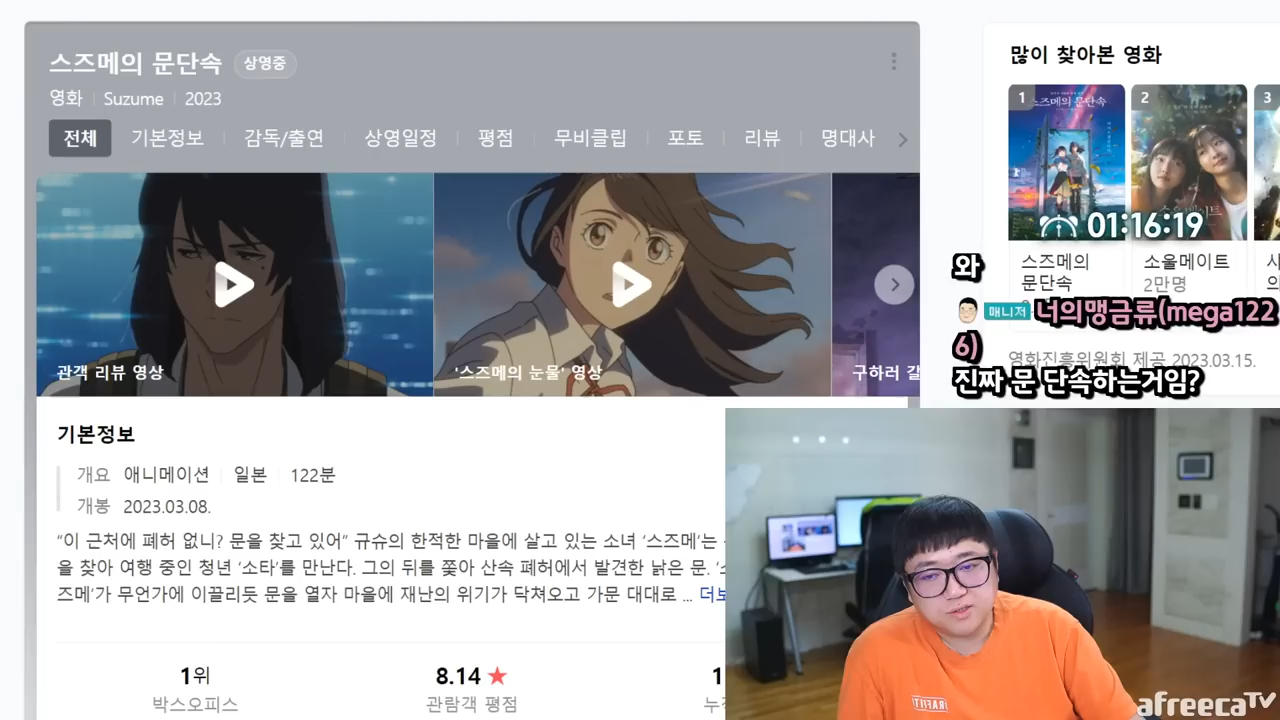 스즈메의 문단속 상영중
영화 Suzume 2023
전체 기본정보 감독/출연 상영일정 평점 무비클립 포토 리뷰 명대사
관객 리뷰 영상
'스즈메의 눈물' 영상
구하러 갈
기본정보
개요 애니메이션 일본 122분
개봉 2023.03.08.
“이 근처에 폐허 없니? 문을 찾고 있어” 규슈의 한적한 마을에 살고 있는 소녀 ‘스즈메’는
을 찾아 여행 중인 청년 ‘소타’를 만난다. 그의 뒤를 쫓아 산속 폐허에서 발견한 낡은 문.
즈메’가 무언가에 이끌리듯 문을 열자 마을에 재난의 위기가 닥쳐오고 가문 대대로 ... 더보
1위
박스오피스
8.14
관람객 평점
많이 찾아본 영화
1
스즈메의 문단속
2
3
01:16:19
스즈메의
문단속
소울메이트
2만명
와
매니저 너의맹금류(mega122
6)
영화진흥위원회 제공 2023.03.15.
진짜 문 단속하는거임?
afreecaTV